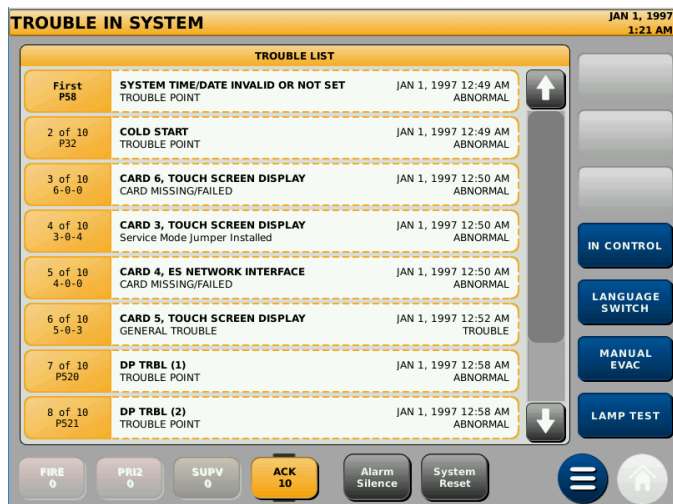 TROUBLE IN SYSTEM
JAN 1, 1997
1:21 AM
TROUBLE LIST
First
P58
SYSTEM TIME/DATE INVALID OR NOT SET
TROUBLE POINT
JAN 1, 1997 12:49 AM
ABNORMAL
2 of 10
P32
COLD START
TROUBLE POINT
JAN 1, 1997 12:49 AM
ABNORMAL
3 of 10
6-0-0
CARD 6, TOUCH SCREEN DISPLAY
CARD MISSING/FAILED
JAN 1, 1997 12:50 AM
ABNORMAL
4 of 10
3-0-4
CARD 3, TOUCH SCREEN DISPLAY
Service Mode Jumper Installed
JAN 1, 1997 12:50 AM
ABNORMAL
5 of 10
4-0-0
CARD 4, ES NETWORK INTERFACE
CARD MISSING/FAILED
JAN 1, 1997 12:50 AM
ABNORMAL
6 of 10
5-0-3
CARD 5, TOUCH SCREEN DISPLAY
GENERAL TROUBLE
JAN 1, 1997 12:52 AM
TROUBLE
7 of 10
P520
DP TRBL (1)
TROUBLE POINT
JAN 1, 1997 12:58 AM
ABNORMAL
8 of 10
P521
DP TRBL (2)
TROUBLE POINT
JAN 1, 1997 12:58 AM
ABNORMAL
IN CONTROL
LANGUAGE
SWITCH
MANUAL
EVAC
LAMP TEST
FIRE
0
PRI2
0
SUPV
0
ACK
10
Alarm
Silence
System
Reset